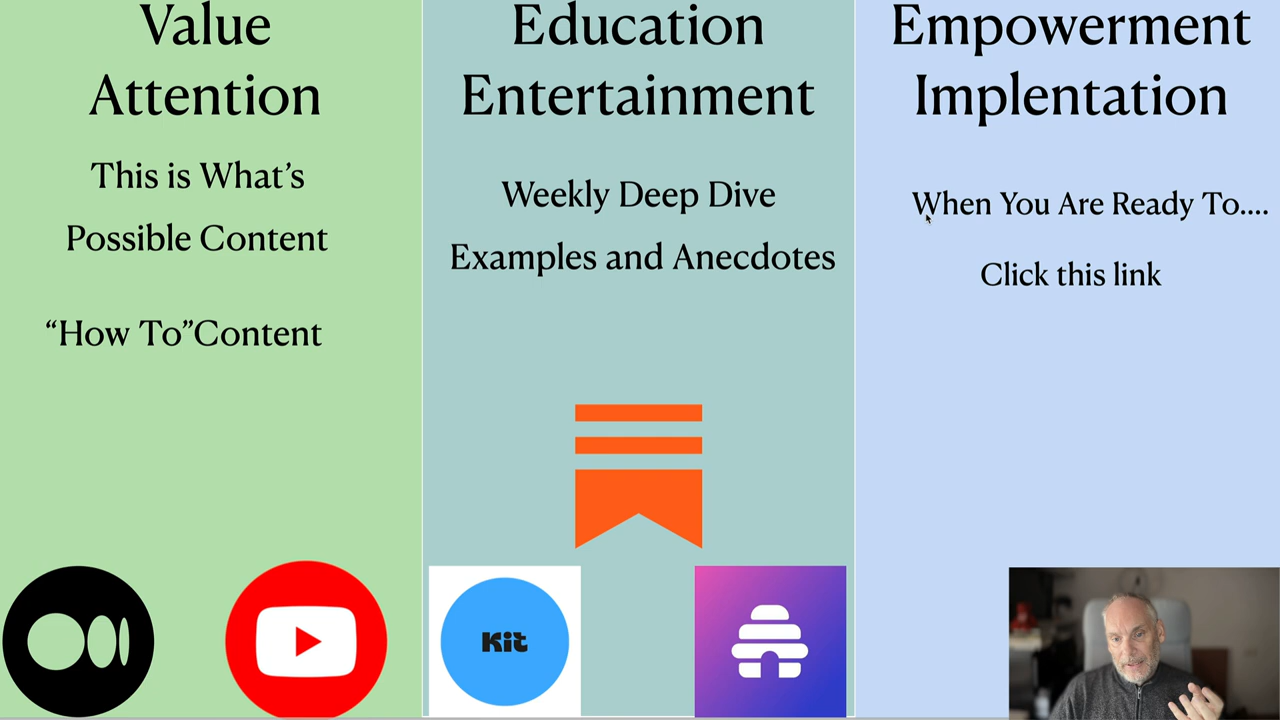 Value
Attention
This is What's
Possible Content
“How To”Content
Education
Entertainment
Weekly Deep Dive
Examples and Anecdotes
Kit
Empowerment
Implentation
When You Are Ready To....
Click this link